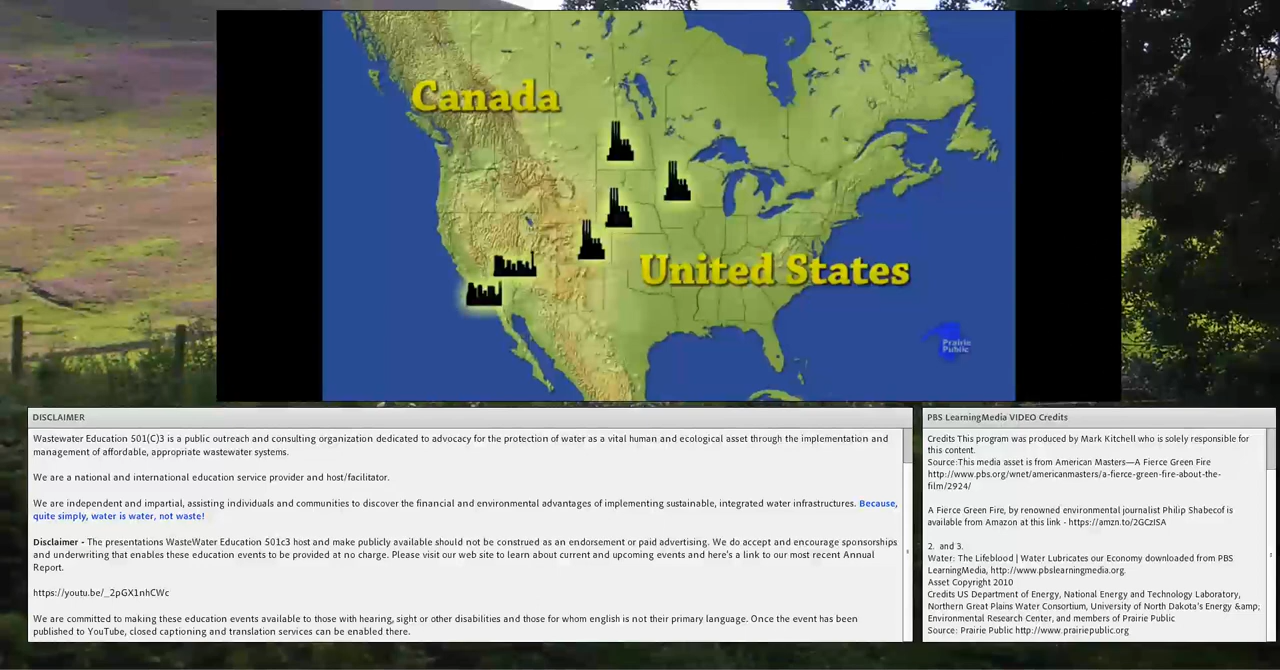 Canada
United States
Prairie
Public
DISCLAIMER
Wastewater Education 501(C)3 is a public outreach and consulting organization dedicated to advocacy for the protection of water as a vital human and ecological asset through the implementation and
management of affordable, appropriate wastewater systems.
We are a national and international education service provider and host/facilitator.
We are independent and impartial, assisting individuals and communities to discover the financial and environmental advantages of implementing sustainable, integrated water infrastructures. Because,
quite simply, water is water, not waste!
Disclaimer - The presentations WasteWater Education 501c3 host and make publicly available should not be construed as an endorsement or paid advertising. We do accept and encourage sponsorships
and underwriting that enables these education events to be provided at no charge. Please visit our web site to learn about current and upcoming events and here's a link to our most recent Annual
Report.
https://youtu.be/_2pGX1nhCWc
We are committed to making these education events available to those with hearing, sight or other disabilities and those for whom english is not their primary language. Once the event has been
published to YouTube, closed captioning and translation services can be enabled there.
PBS LearningMedia VIDEO Credits
Credits This program was produced by Mark Kitchell who is solely responsible for
this content.
Source:This media asset is from American Masters—A Fierce Green Fire
http://www.pbs.org/wnet/americanmasters/a-fierce-green-fire-about-the-
film/2924/
A Fierce Green Fire, by renowned environmental journalist Philip Shabecof is
available from Amazon at this link - https://amzn.to/2GCzISA
2. and 3.
Water: The Lifeblood | Water Lubricates our Economy downloaded from PBS
LearningMedia, http://www.pbslearningmedia.org.
Asset Copyright 2010
Credits US Department of Energy, National Energy and Technology Laboratory,
Northern Great Plains Water Consortium, University of North Dakota's Energy &amp;
Environmental Research Center, and members of Prairie Public
Source: Prairie Public http://www.prairiepublic.org